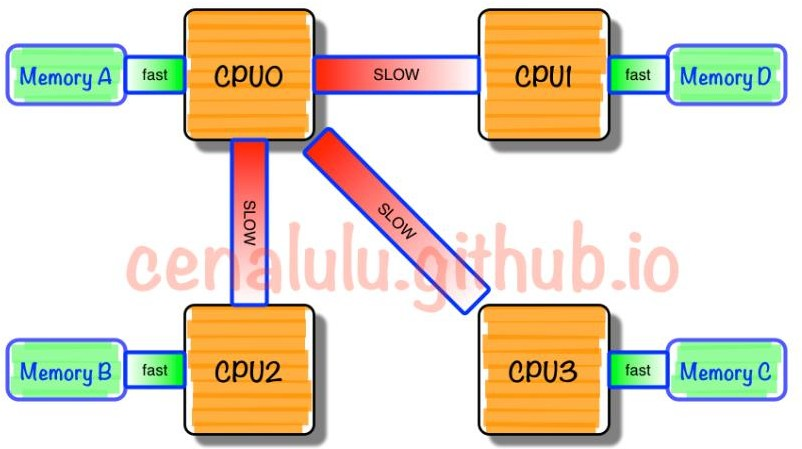 Memory A
fast
CPU0
SLOW
CPU1
fast
Memory D
SLOW
SLOW
cenalulu.github.io
Memory B
fast
CPU2
CPU3
fast
Memory C